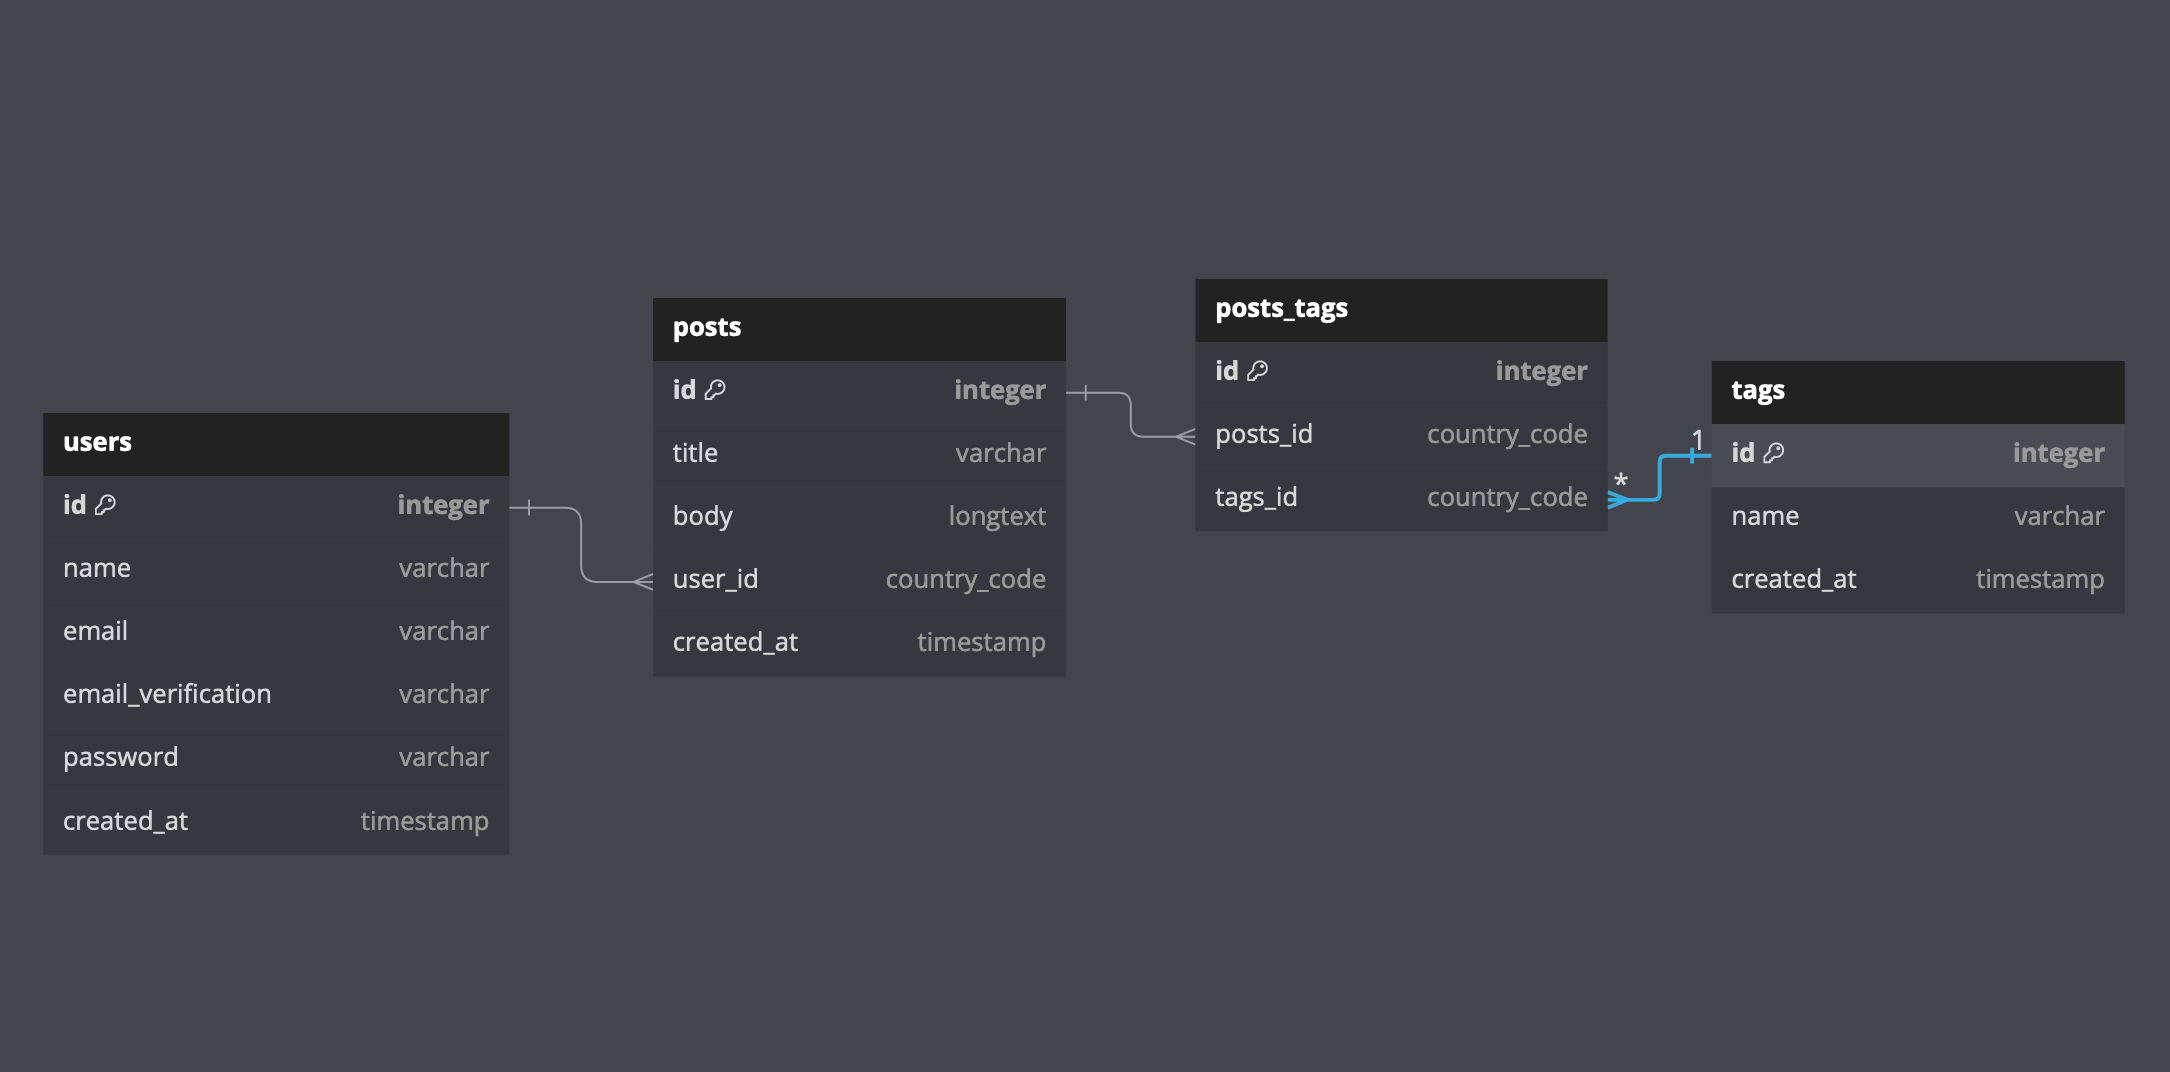 users
id integer
name varchar
email varchar
email_verification varchar
password varchar
created_at timestamp
posts
id integer
title varchar
body longtext
user_id country_code
created_at timestamp
posts_tags
id integer
posts_id country_code
tags_id country_code
*
1
tags
id integer
name varchar
created_at timestamp